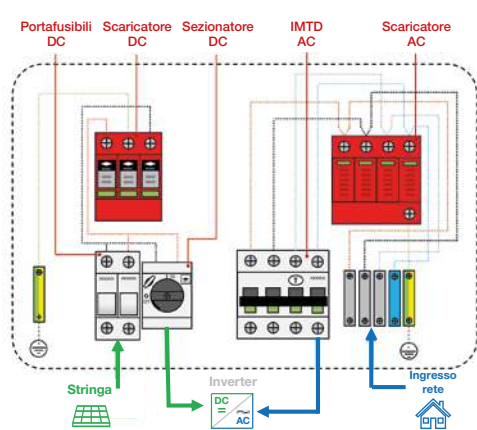 Portafusibili Scaricatore Sezionatore IMTD Scaricatore
DC DC DC AC AC
Stringa
Inverter
DC
AC
Ingresso
rete